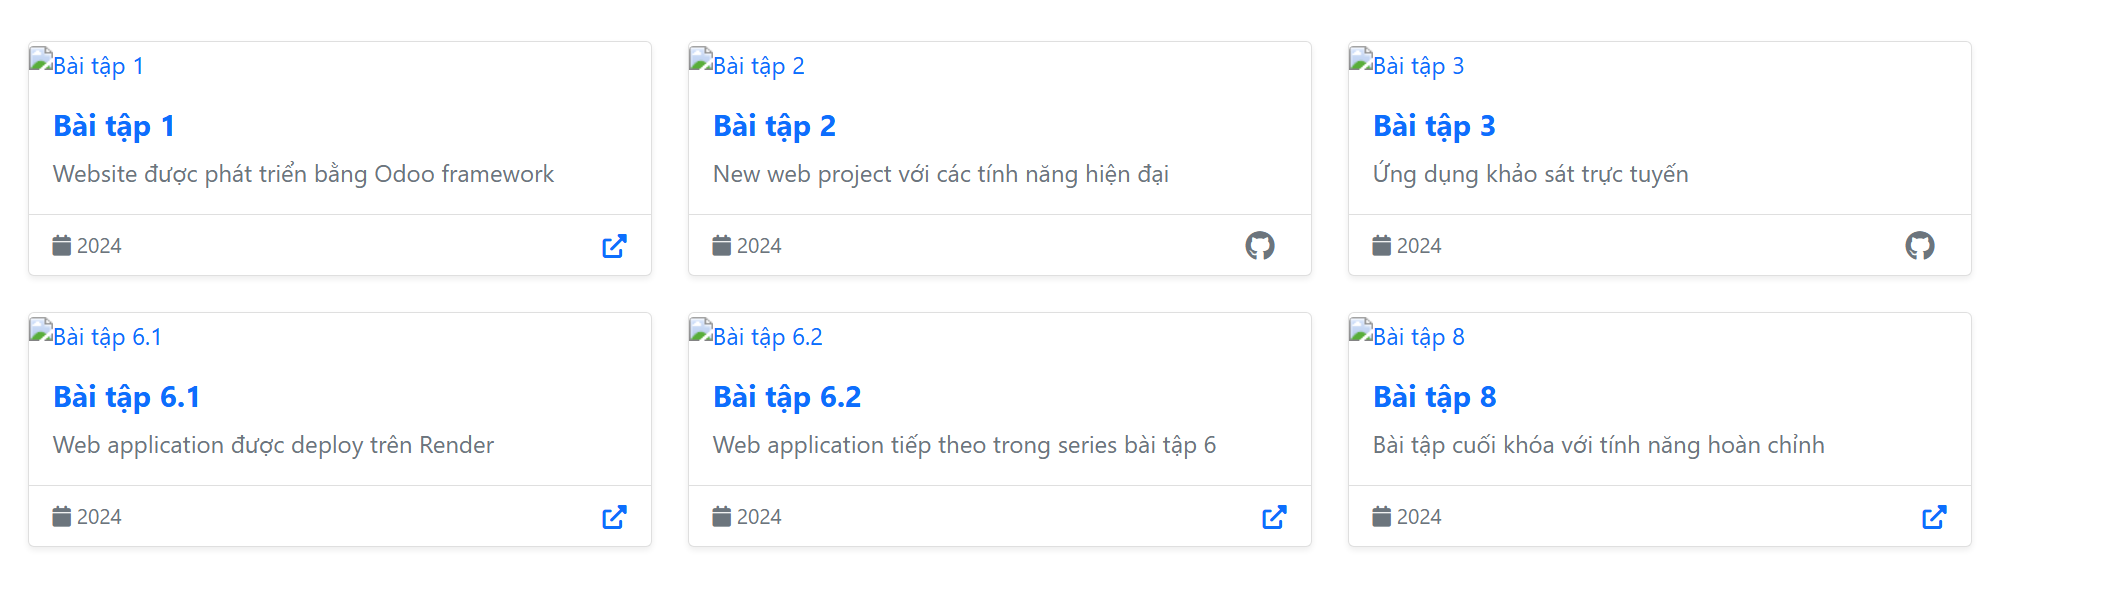 Bài tập 1
Bài tập 1
Website được phát triển bằng Odoo framework
2024
Bài tập 2
Bài tập 2
New web project với các tính năng hiện đại
2024
Bài tập 3
Bài tập 3
Ứng dụng khảo sát trực tuyến
2024
Bài tập 6.1
Bài tập 6.1
Web application được deploy trên Render
2024
Bài tập 6.2
Bài tập 6.2
Web application tiếp theo trong series bài tập 6
2024
Bài tập 8
Bài tập 8
Bài tập cuối khóa với tính năng hoàn chỉnh
2024